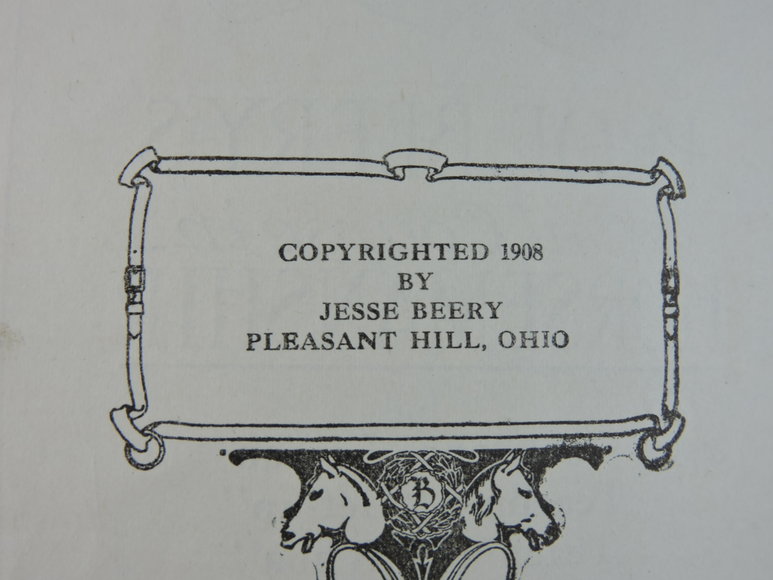 COPYRIGHTED 1908
BY
JESSE BEERY
PLEASANT HILL, OHIO
B